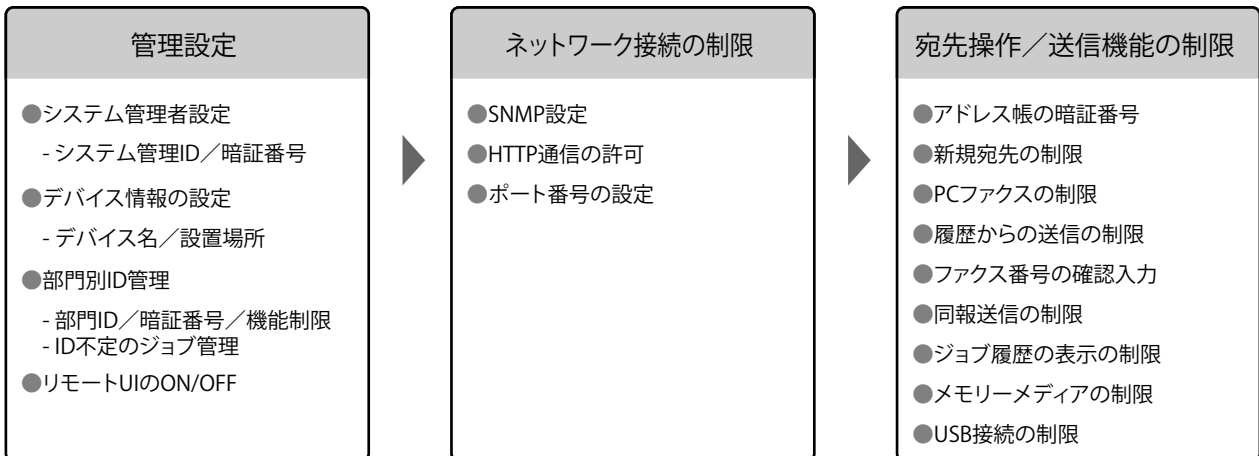 管理設定
●システム管理者設定
- システム管理ID／暗証番号
●デバイス情報の設定
- デバイス名／設置場所
●部門別ID管理
- 部門ID／暗証番号／機能制限
- ID不定のジョブ管理
●リモートUIのON/OFF
ネットワーク接続の制限
●SNMP設定
●HTTP通信の許可
●ポート番号の設定
宛先操作／送信機能の制限
●アドレス帳の暗証番号
●新規宛先の制限
●PCファクスの制限
●履歴からの送信の制限
●ファクス番号の確認入力
●同報送信の制限
●ジョブ履歴の表示の制限
●メモリーメディアの制限
●USB接続の制限